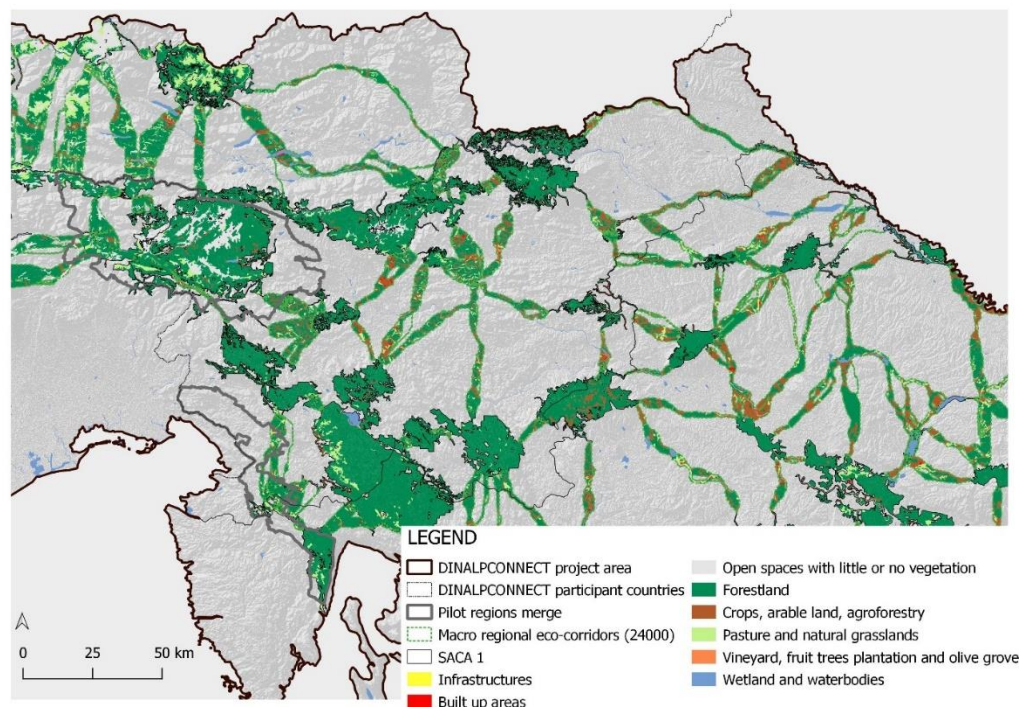 LEGEND
DINALPCONNECT project area
DINALPCONNECT participant countries
Pilot regions merge
Macro regional eco-corridors (24000)
SACA 1
Infrastructures
Built up areas
Open spaces with little or no vegetation
Forestland
Crops, arable land, agroforestry
Pasture and natural grasslands
Vineyard, fruit trees plantation and olive grove
Wetland and waterbodies
0 25 50 km